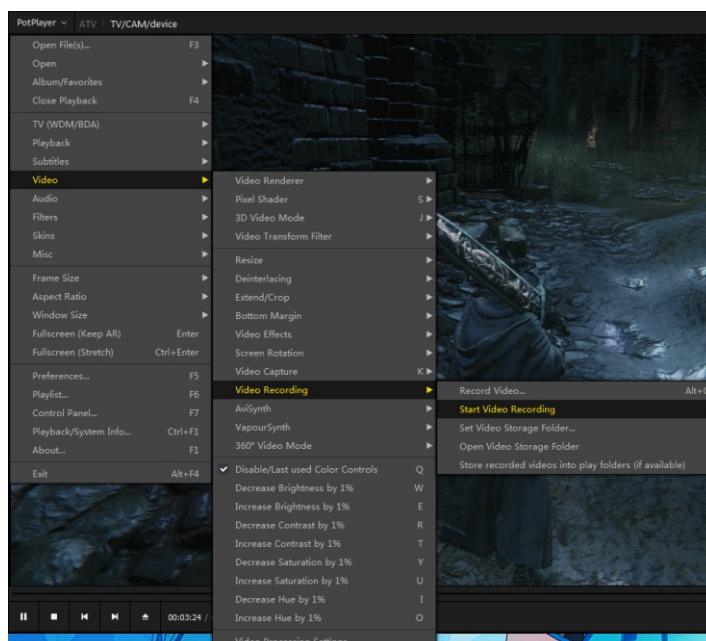 PotPlayer ATV TV/CAM/device
Open File(s)... F3
Open
Album/Favorites
Close Playback F4
TV (WDM/BDA)
Playback
Subtitles
Video
Audio
Filters
Skins
Misc
Frame Size
Aspect Ratio
Window Size
Fullscreen (Keep AR) Enter
Fullscreen (Stretch) Ctrl+Enter
Preferences... F5
Playlist... F6
Control Panel... F7
Playback/System Info... Ctrl+F1
About... F1
Exit Alt+F4
Video Renderer
Pixel Shader S
3D Video Mode J
Video Transform Filter
Resize
Deinterlacing
Extend/Crop
Bottom Margin
Video Effects
Screen Rotation
Video Capture K
Video Recording
AviSynth
VapourSynth
360° Video Mode
Disable/Last used Color Controls Q
Decrease Brightness by 1% W
Increase Brightness by 1% E
Decrease Contrast by 1% R
Increase Contrast by 1% T
Decrease Saturation by 1% Y
Increase Saturation by 1% U
Decrease Hue by 1% I
Increase Hue by 1% O
Video Processing Settings
Record Video...
Start Video Recording
Set Video Storage Folder...
Open Video Storage Folder
Store recorded videos into play folders (if available)
00:03:24 /